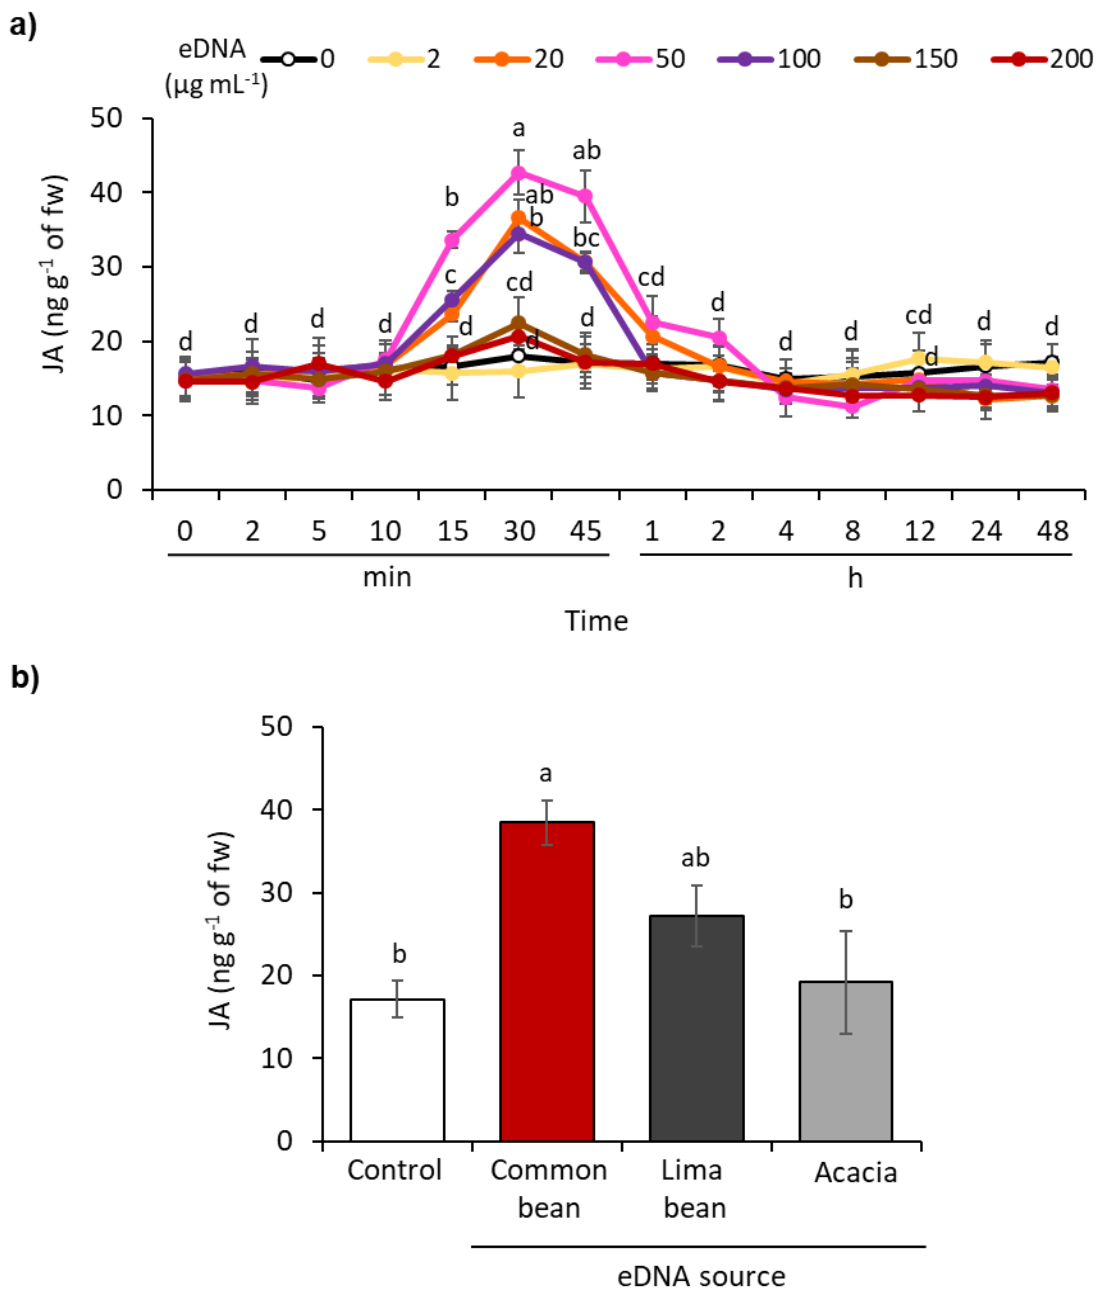 a)
eDNA
(µg mL-1)
0 2 20 50 100 150 200
JA (ng g-1 of fw)
50
40
30
20
10
0
a
ab
b
ab
b
bc
c
cd
cd
d
d d d d d d d d d cd d d d
d
0 2 5 10 15 30 45 1 2 4 8 12 24 48
min h
Time
b)
JA (ng g-1 of fw)
50
40
30
20
10
0
b a ab b
Control Common bean Lima bean Acacia
eDNA source